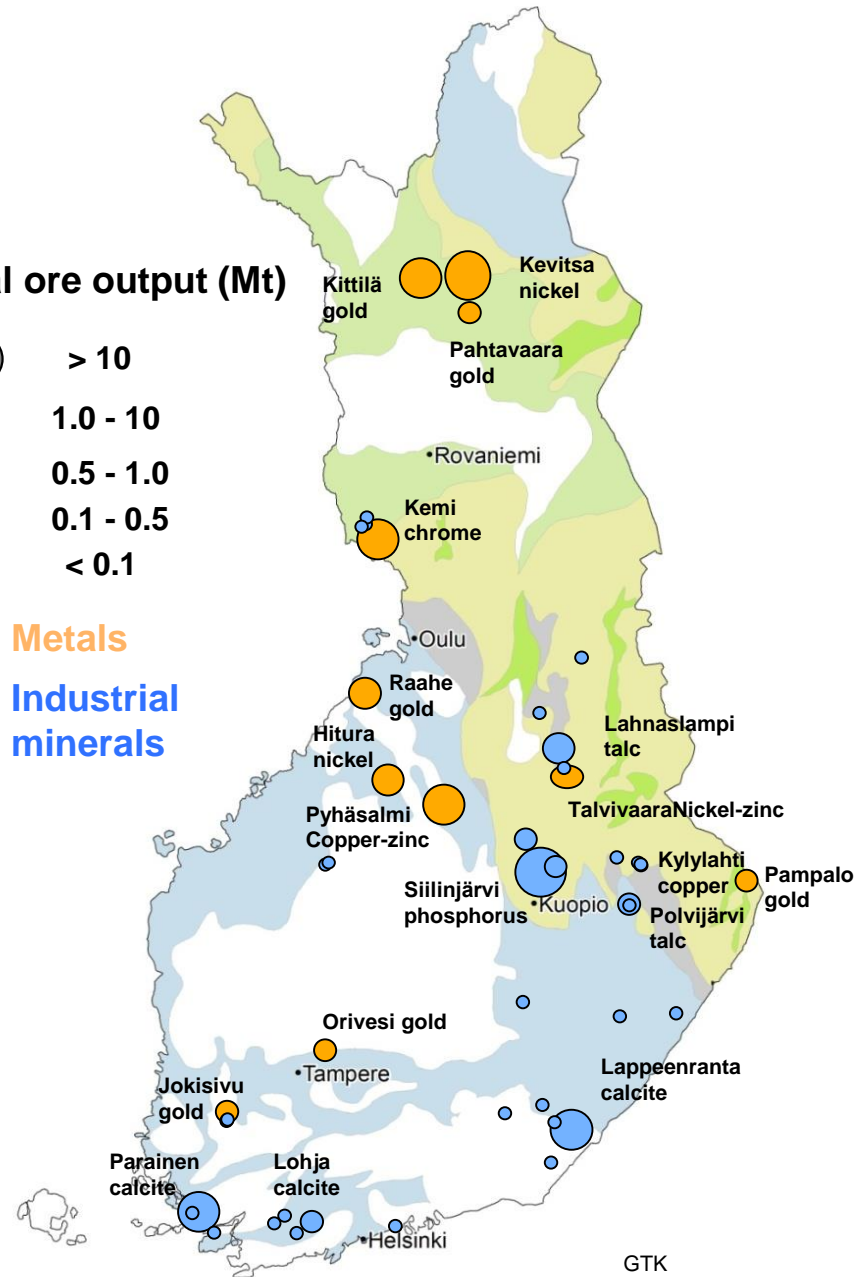 al ore output (Mt)
> 10
1.0 - 10
0.5 - 1.0
0.1 - 0.5
< 0.1
Metals
Industrial
minerals
Kittilä
gold
Kevitsa
nickel
Pahtavaara
gold
•Rovaniemi
Kemi
chrome
•Oulu
Raahe
gold
Hitura
nickel
Lahnaslampi
talc
Pyhäsalmi
Copper-zinc
TalvivaaraNickel-zinc
Siilinjärvi
phosphorus
•Kuopio
Kylylahti
copper
Pampalo
gold
Polvijärvi
talc
Orivesi gold
•Tampere
Jokisivu
gold
Lappeenranta
calcite
Parainen
calcite
Lohja
calcite
•Helsinki
GTK